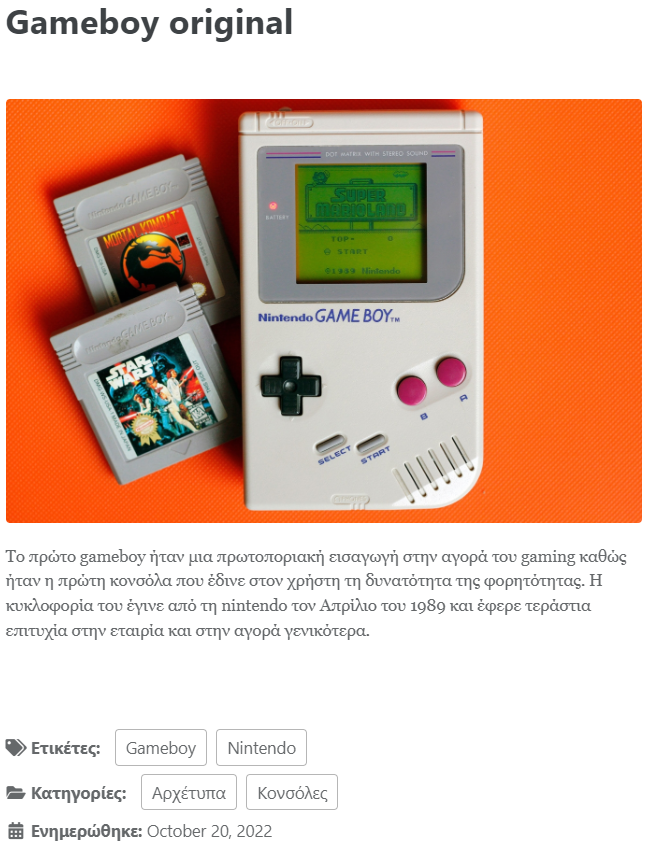 Gameboy original
Nintendo GAME BOY
MORTAL KOMBAT
Nintendo GAME BOY
STAR
WARS
DOT MATRIX WITH STEREO SOUND
BATTERY
SUPER
MARIO LAND
TOP- 0
START
©1989 Nintendo
Nintendo GAME BOY TM
B A
SELECT START
Το πρώτο gameboy ήταν μια πρωτοποριακή εισαγωγή στην αγορά του gaming καθώς
ήταν η πρώτη κονσόλα που έδινε στον χρήστη τη δυνατότητα της φορητότητας. Η
κυκλοφορία του έγινε από τη nintendo τον Απρίλιο του 1989 και έφερε τεράστια
επιτυχία στην εταιρία και στην αγορά γενικότερα.
Ετικέτες: Gameboy Nintendo
Κατηγορίες: Αρχέτυπα Κονσόλες
Ενημερώθηκε: October 20, 2022